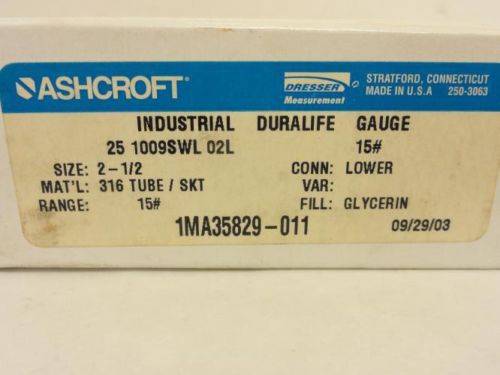 ASHCROFT®
DRESSER®
Measurement
STRATFORD, CONNECTICUT
MADE IN U.S.A 250-3063
INDUSTRIAL DURALIFE GAUGE
25 1009SWL 02L 15#
SIZE: 2-1/2 CONN: LOWER
MAT'L: 316 TUBE / SKT VAR:
RANGE: 15# FILL: GLYCERIN
1MA35829-011 09/29/03